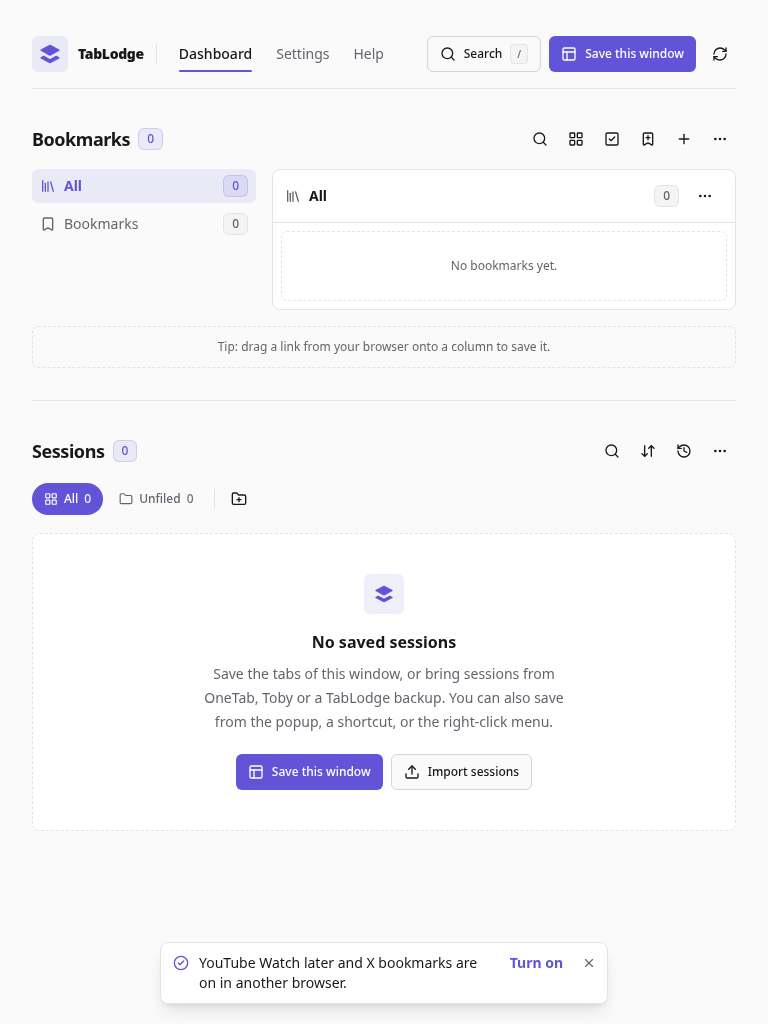 TabLodge
Dashboard
Settings
Help
Search /
Save this window
Bookmarks 0
All 0
Bookmarks 0
All 0
No bookmarks yet.
Tip: drag a link from your browser onto a column to save it.
Sessions 0
All 0
Unfiled 0
No saved sessions
Save the tabs of this window, or bring sessions from
OneTab, Toby or a TabLodge backup. You can also save
from the popup, a shortcut, or the right-click menu.
Save this window
Import sessions
YouTube Watch later and X bookmarks are
on in another browser.
Turn on